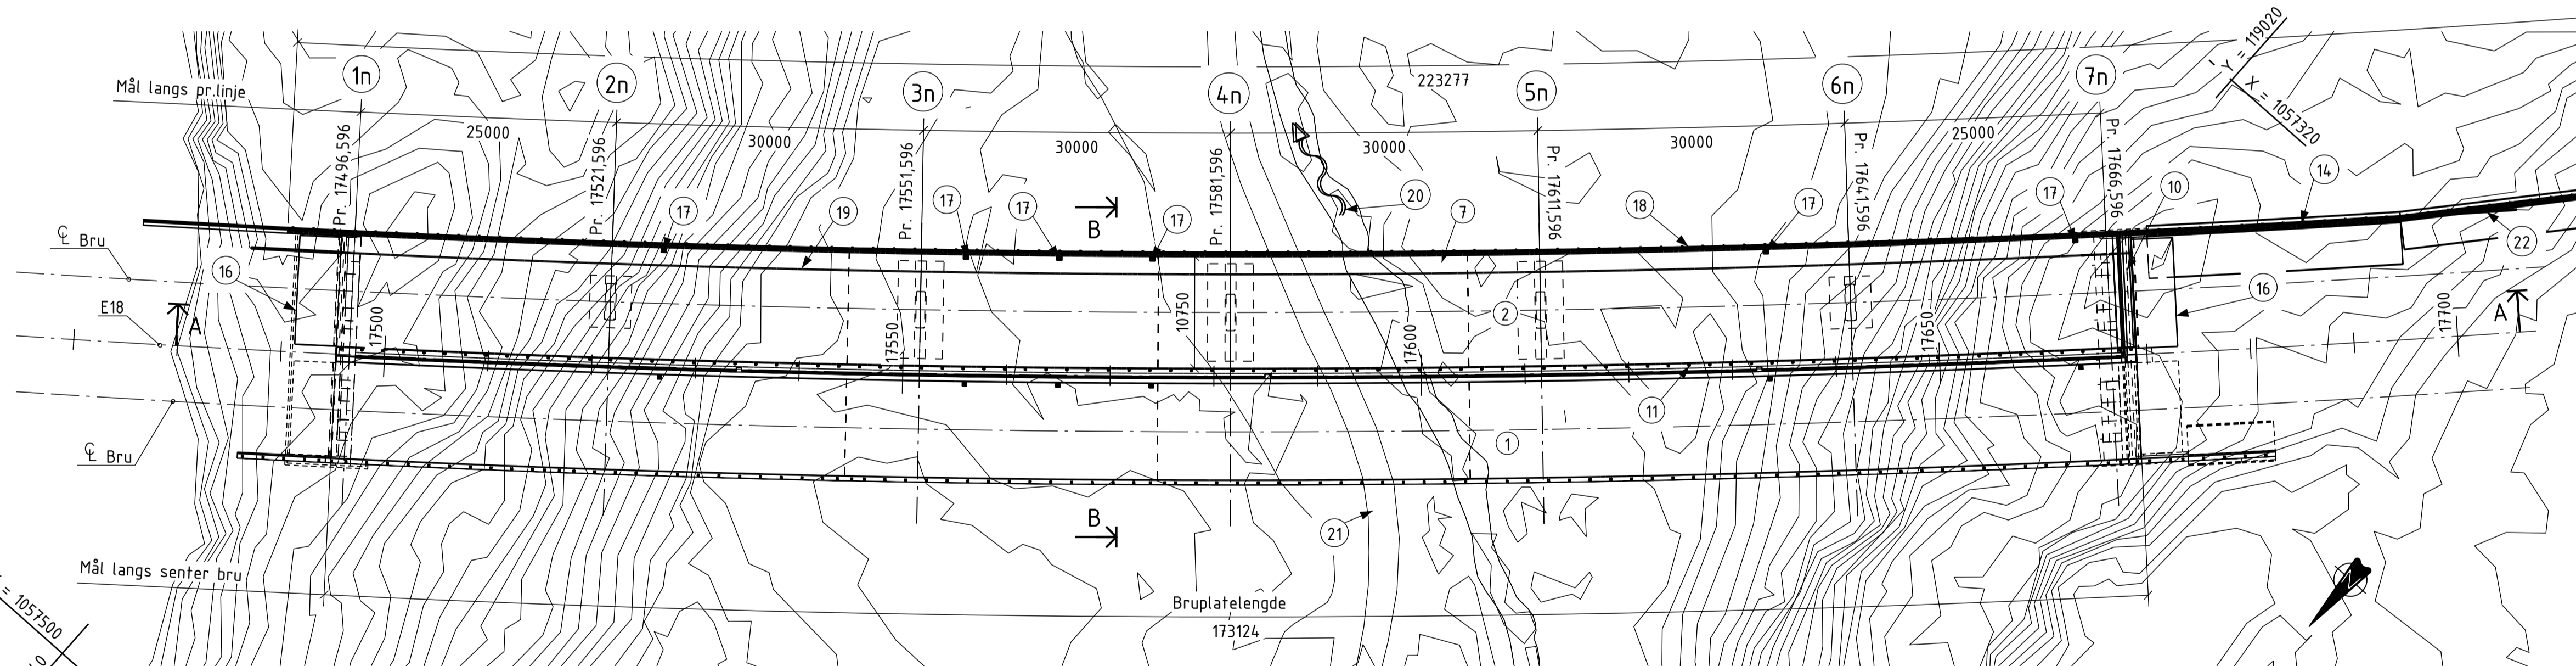 Mål langs pr.linje
1n
2n
3n
4n
5n
6n
7n
223277
Y = 119020
X = 1057320
25000
30000
30000
30000
30000
25000
Pr. 17496,596
Pr. 17521,596
Pr. 17551,596
Pr. 17581,596
Pr. 17611,596
Pr. 17641,596
Pr. 17666,596
17
19
17
17
B
17
20
7
18
17
17
10
14
22
℄ Bru
16
E18
A
17500
17550
10750
17600
2
17650
16
17700
A
11
℄ Bru
1
B
21
Mål langs senter bru
Bruplatelengde
173124
= 1057500
N